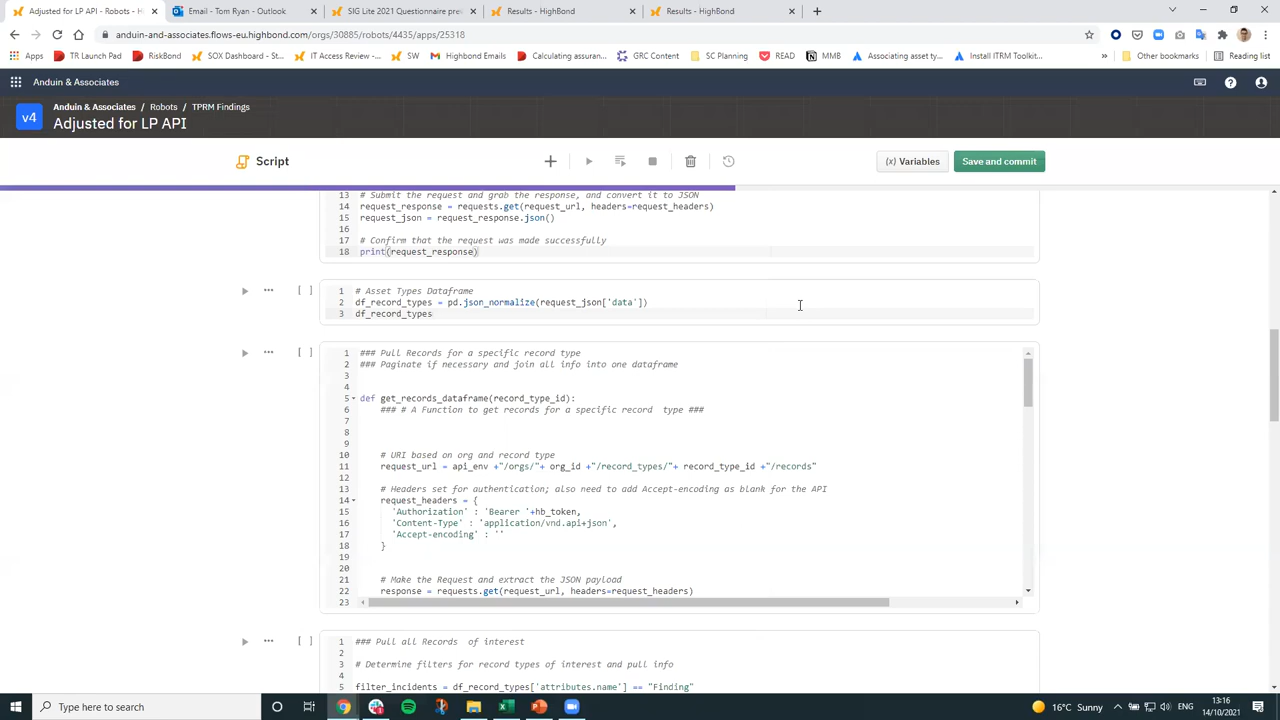 Adjusted for LP API - Robots - H
Email - Tom Ryan - Outlook
SIG Lite 2021 Questionnaire pre
Results - HighBond
Results - HighBond
anduin-and-associates.flows-eu.highbond.com/orgs/30885/robots/4435/apps/25318
Apps
TR Launch Pad
RiskBond
SOX Dashboard - St...
IT Access Review -...
SW
Highbond Emails
Calculating assuran...
GRC Content
SC Planning
READ
MMB
Associating asset ty...
Install ITRM Toolkit...
»
Other bookmarks
Reading list
Anduin & Associates
v4
Anduin & Associates / Robots / TPRM Findings
Adjusted for LP API
Script
(x) Variables
Save and commit
13 # Submit the request and grab the response, and convert it to JSON
14 request_response = requests.get(request_url, headers=request_headers)
15 request_json = request_response.json()
16
17 # Confirm that the request was made successfully
18 print(request_response)
[ ]
1 # Asset Types Dataframe
2 df_record_types = pd.json_normalize(request_json['data'])
3 df_record_types
[ ]
1 ### Pull Records for a specific record type
2 ### Paginate if necessary and join all info into one dataframe
3
4
5 def get_records_dataframe(record_type_id):
6 ### # A Function to get records for a specific record  type ###
7
8
9
10 # URI based on org and record type
11 request_url = api_env +"/orgs/"+ org_id +"/record_types/"+ record_type_id +"/records"
12
13 # Headers set for authentication; also need to add Accept-encoding as blank for the API
14 request_headers = {
15 'Authorization' : 'Bearer '+hb_token,
16 'Content-Type' : 'application/vnd.api+json',
17 'Accept-encoding' : ''
18 }
19
20
21 # Make the Request and extract the JSON payload
22 response = requests.get(request_url, headers=request_headers)
23
[ ]
1 ### Pull all Records  of interest
2
3 # Determine filters for record types of interest and pull info
4
5 filter_incidents = df_record_types['attributes.name'] == "Finding"
Type here to search
16°C Sunny
13:16
14/10/2021